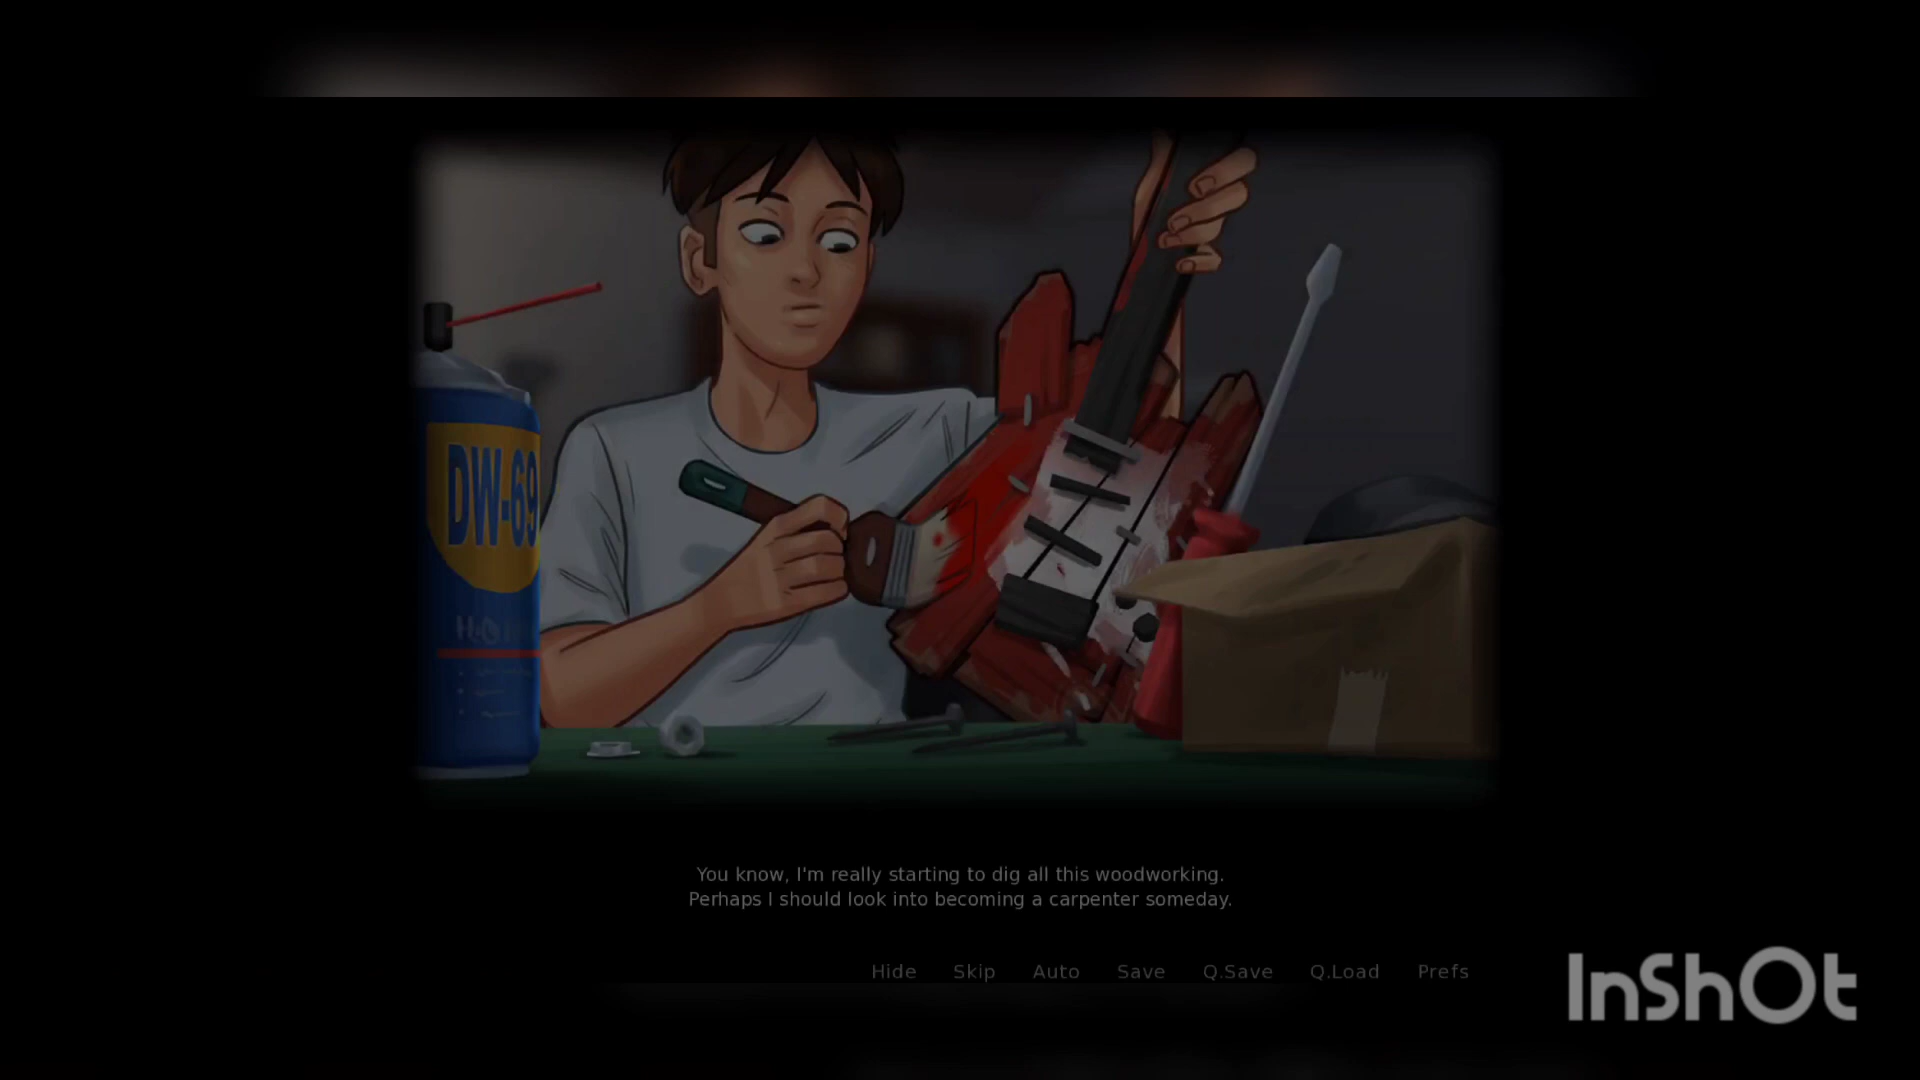 DW-69
You know, I'm really starting to dig all this woodworking.
Perhaps I should look into becoming a carpenter someday.
Hide Skip Auto Save Q.Save Q.Load Prefs
InShOt